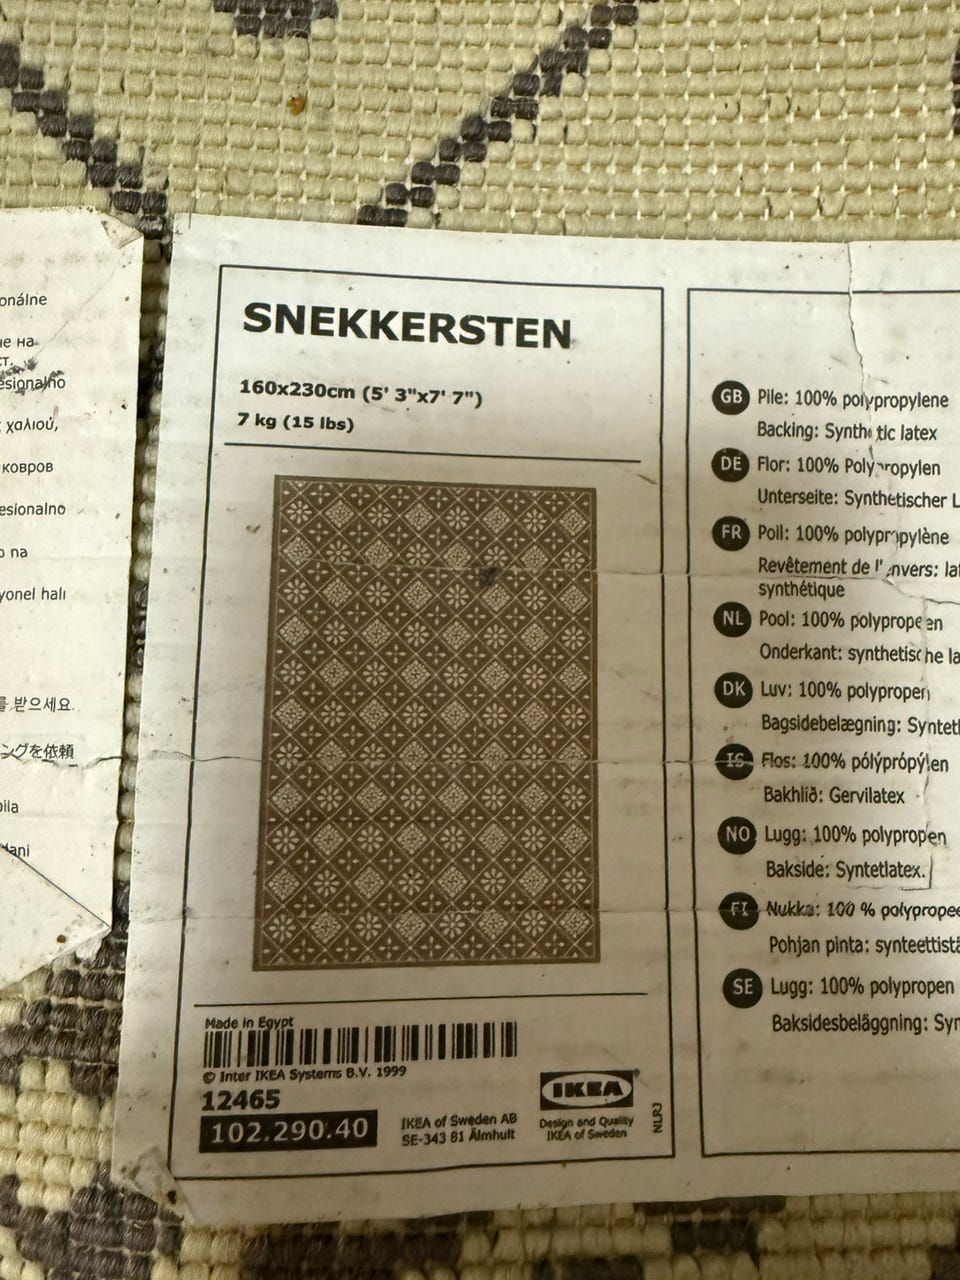 onálne
не на
ст.
esionalno
χαλιού,
ковров
esionalno
o na
yonel halı
를 받으세요.
ングを依頼
bila
dani
SNEKKERSTEN
160x230cm (5' 3"x7' 7")
7 kg (15 lbs)
Made in Egypt
© Inter IKEA Systems B.V. 1999
12465
102.290.40
IKEA of Sweden AB
SE-343 81 Älmhult
IKEA®
Design and Quality
IKEA of Sweden
NLRJ
GB Pile: 100% polypropylene
Backing: Synthetic latex
DE Flor: 100% Polypropylen
Unterseite: Synthetischer L
FR Poil: 100% polypropylène
Revêtement de l'envers: lat
synthétique
NL Pool: 100% polypropeen
Onderkant: synthetische la
DK Luv: 100% polypropen
Bagsidebelægning: Syntetl
IS Flos: 100% pólýprópýlen
Bakhlið: Gervilatex
NO Lugg: 100% polypropen
Bakside: Syntetlatex.
FI Nukka: 100 % polypropee
Pohjan pinta: synteettistä
SE Lugg: 100% polypropen
Baksidesbeläggning: Syn